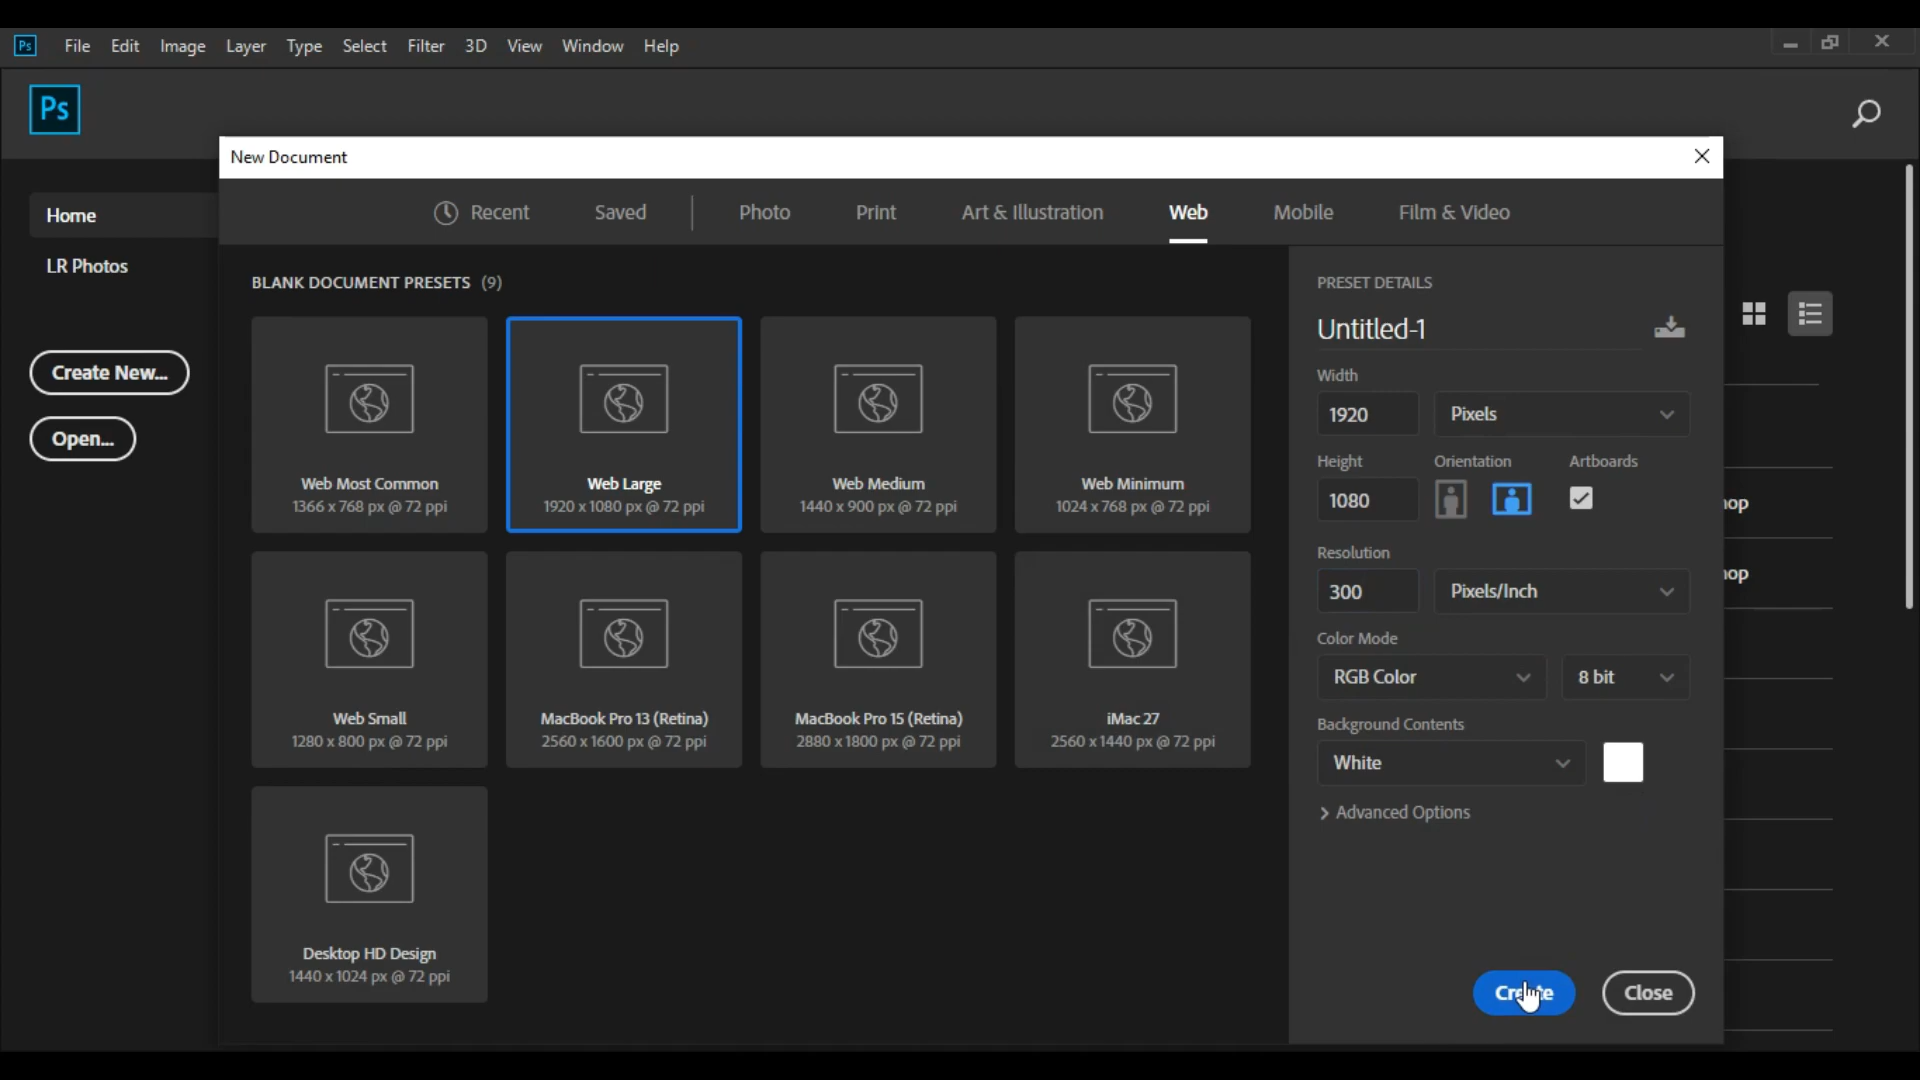 Ps File Edit Image Layer Type Select Filter 3D View Window Help
Ps
New Document
Home
LR Photos
Create New...
Open...
Recent Saved Photo Print Art & Illustration Web Mobile Film & Video
BLANK DOCUMENT PRESETS (9)
Web Most Common
1366 x 768 px @ 72 ppi
Web Large
1920 x 1080 px @ 72 ppi
Web Medium
1440 x 900 px @ 72 ppi
Web Minimum
1024 x 768 px @ 72 ppi
Web Small
1280 x 800 px @ 72 ppi
MacBook Pro 13 (Retina)
2560 x 1600 px @ 72 ppi
MacBook Pro 15 (Retina)
2880 x 1800 px @ 72 ppi
iMac 27
2560 x 1440 px @ 72 ppi
Desktop HD Design
1440 x 1024 px @ 72 ppi
PRESET DETAILS
Untitled-1
Width
1920 Pixels
Height Orientation Artboards
1080
Resolution
300 Pixels/Inch
Color Mode
RGB Color 8 bit
Background Contents
White
Advanced Options
Create Close